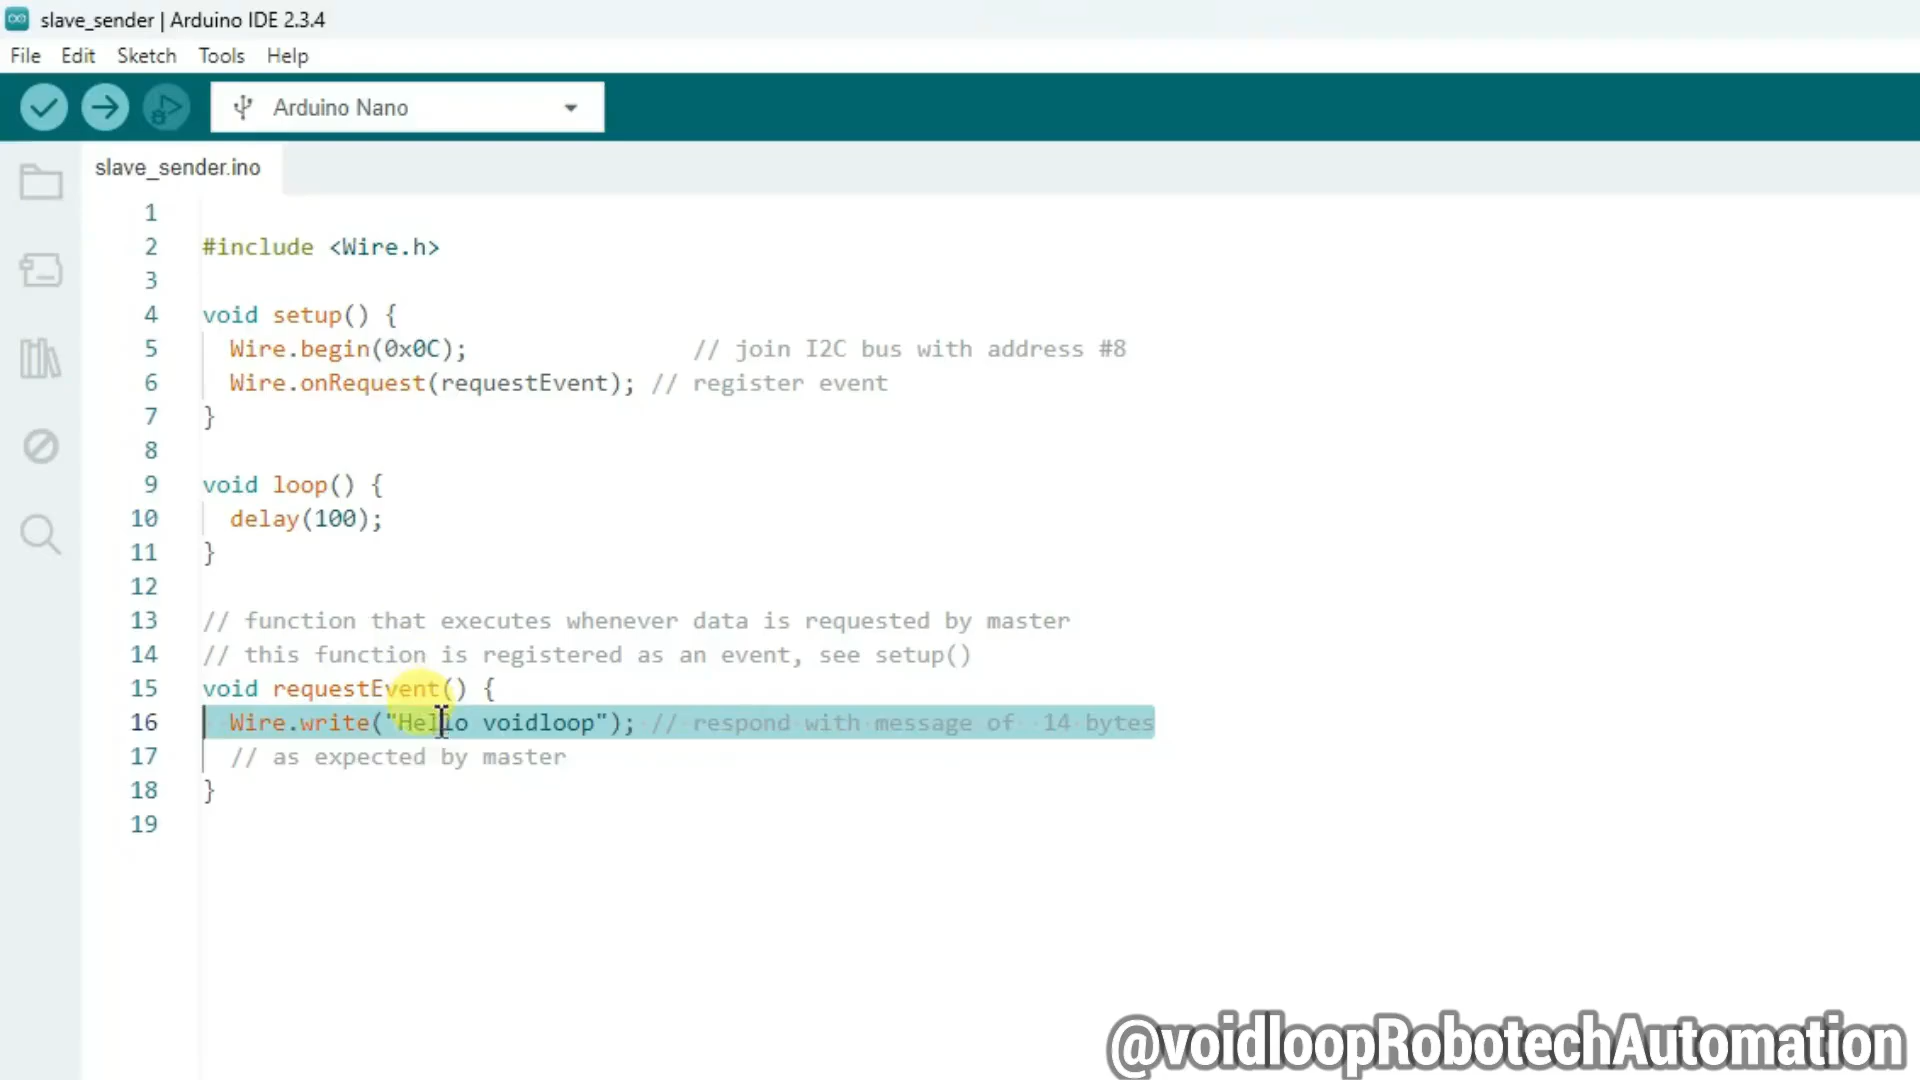 slave_sender | Arduino IDE 2.3.4
File Edit Sketch Tools Help
Arduino Nano
slave_sender.ino
1
2 #include <Wire.h>
3
4 void setup() {
5 Wire.begin(0x0C); // join I2C bus with address #8
6 Wire.onRequest(requestEvent); // register event
7 }
8
9 void loop() {
10 delay(100);
11 }
12
13 // function that executes whenever data is requested by master
14 // this function is registered as an event, see setup()
15 void requestEvent() {
16 Wire.write("Hello voidloop"); // respond with message of 14 bytes
17 // as expected by master
18 }
19
@voidloopRobotechAutomation